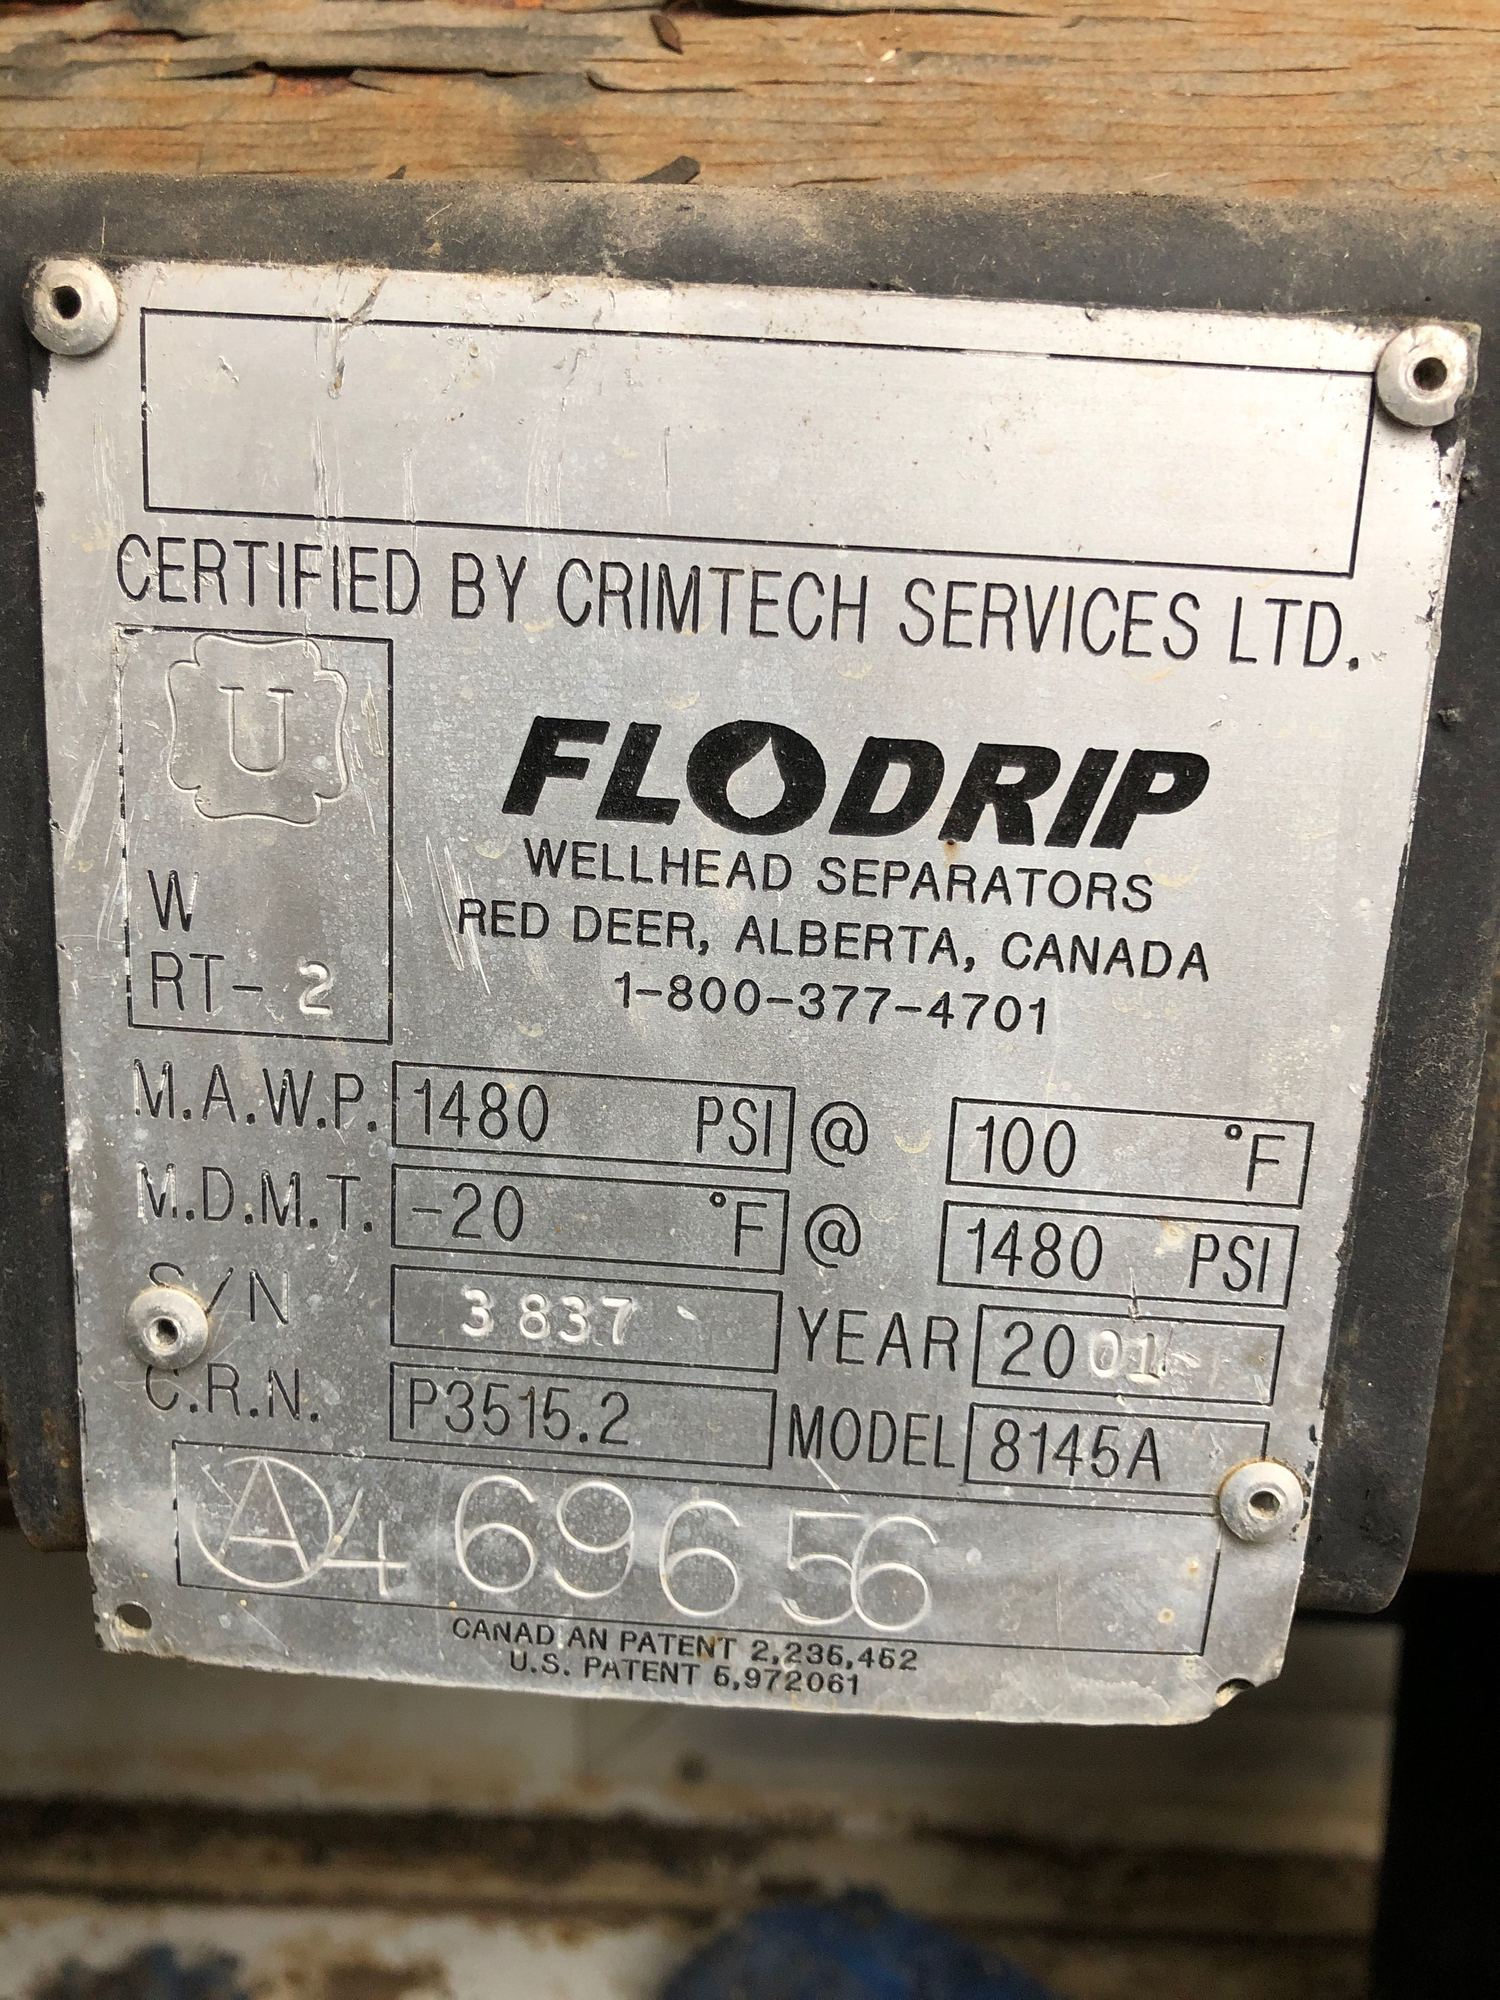 CERTIFIED BY CRIMTECH SERVICES LTD.
U
W
RT- 2
FLODRIP
WELLHEAD SEPARATORS
RED DEER, ALBERTA, CANADA
1-800-377-4701
M.A.W.P. 1480 PSI @ 100 °F
M.D.M.T. -20 °F @ 1480 PSI
S/N 3837 YEAR 2001
C.R.N. P3515.2 MODEL 8145A
A 469656
CANADIAN PATENT 2,235,452
U.S. PATENT 5,972061